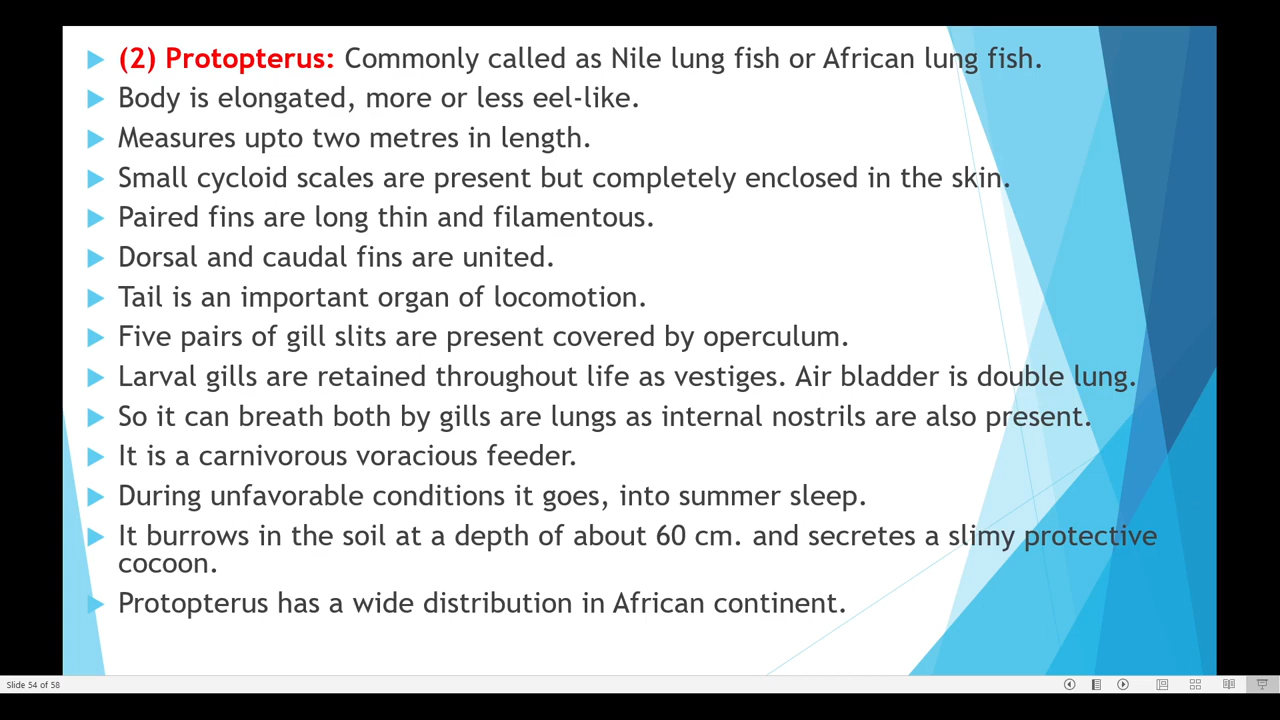 (2) Protopterus: Commonly called as Nile lung fish or African lung fish.
Body is elongated, more or less eel-like.
Measures upto two metres in length.
Small cycloid scales are present but completely enclosed in the skin.
Paired fins are long thin and filamentous.
Dorsal and caudal fins are united.
Tail is an important organ of locomotion.
Five pairs of gill slits are present covered by operculum.
Larval gills are retained throughout life as vestiges. Air bladder is double lung.
So it can breath both by gills are lungs as internal nostrils are also present.
It is a carnivorous voracious feeder.
During unfavorable conditions it goes, into summer sleep.
It burrows in the soil at a depth of about 60 cm. and secretes a slimy protective
cocoon.
Protopterus has a wide distribution in African continent.
Slide 54 of 58